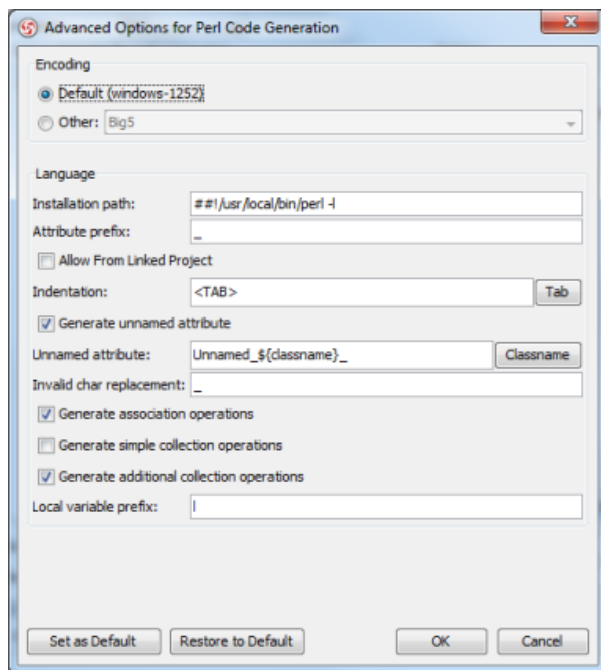 Advanced Options for Perl Code Generation
Encoding
Default (windows-1252)
Other: Big5
Language
Installation path: ##!/usr/local/bin/perl -l
Attribute prefix: _
Allow From Linked Project
Indentation: <TAB> Tab
Generate unnamed attribute
Unnamed attribute: Unnamed_${classname}_ Classname
Invalid char replacement: _
Generate association operations
Generate simple collection operations
Generate additional collection operations
Local variable prefix: l
Set as Default Restore to Default OK Cancel